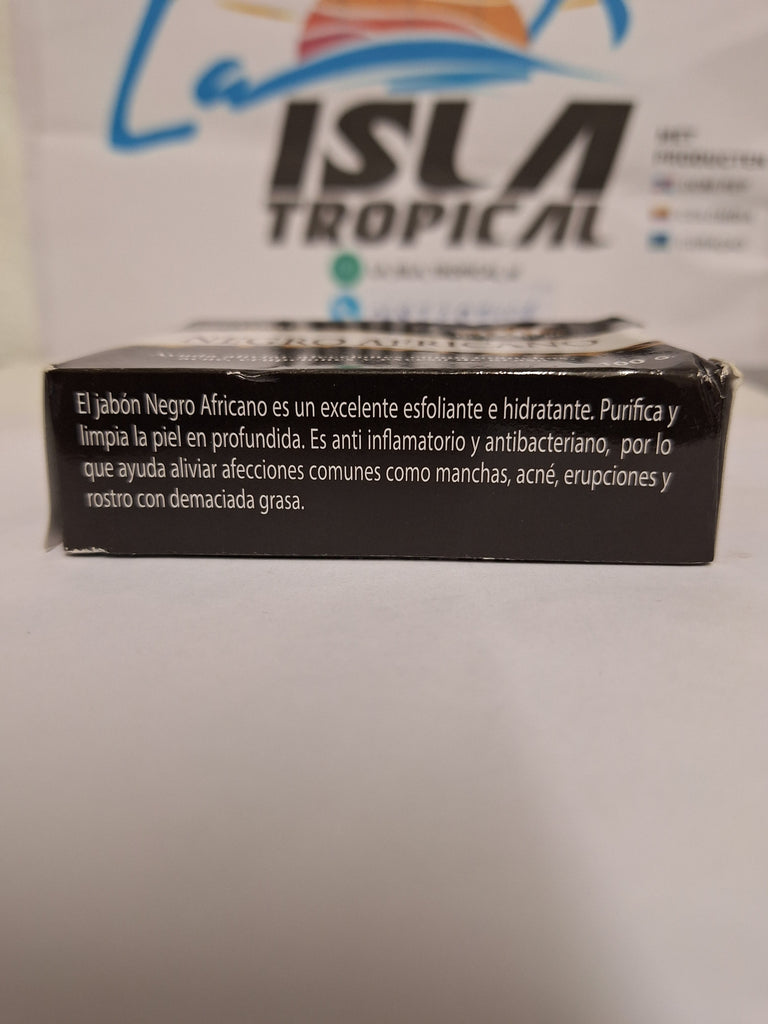 La
ISLA
TROPICAL
NEGRO AFRICANO
El jabón Negro Africano es un excelente esfoliante e hidratante. Purifica y
limpia la piel en profundida. Es anti inflamatorio y antibacteriano, por lo
que ayuda aliviar afecciones comunes como manchas, acné, erupciones y
rostro con demaciada grasa.